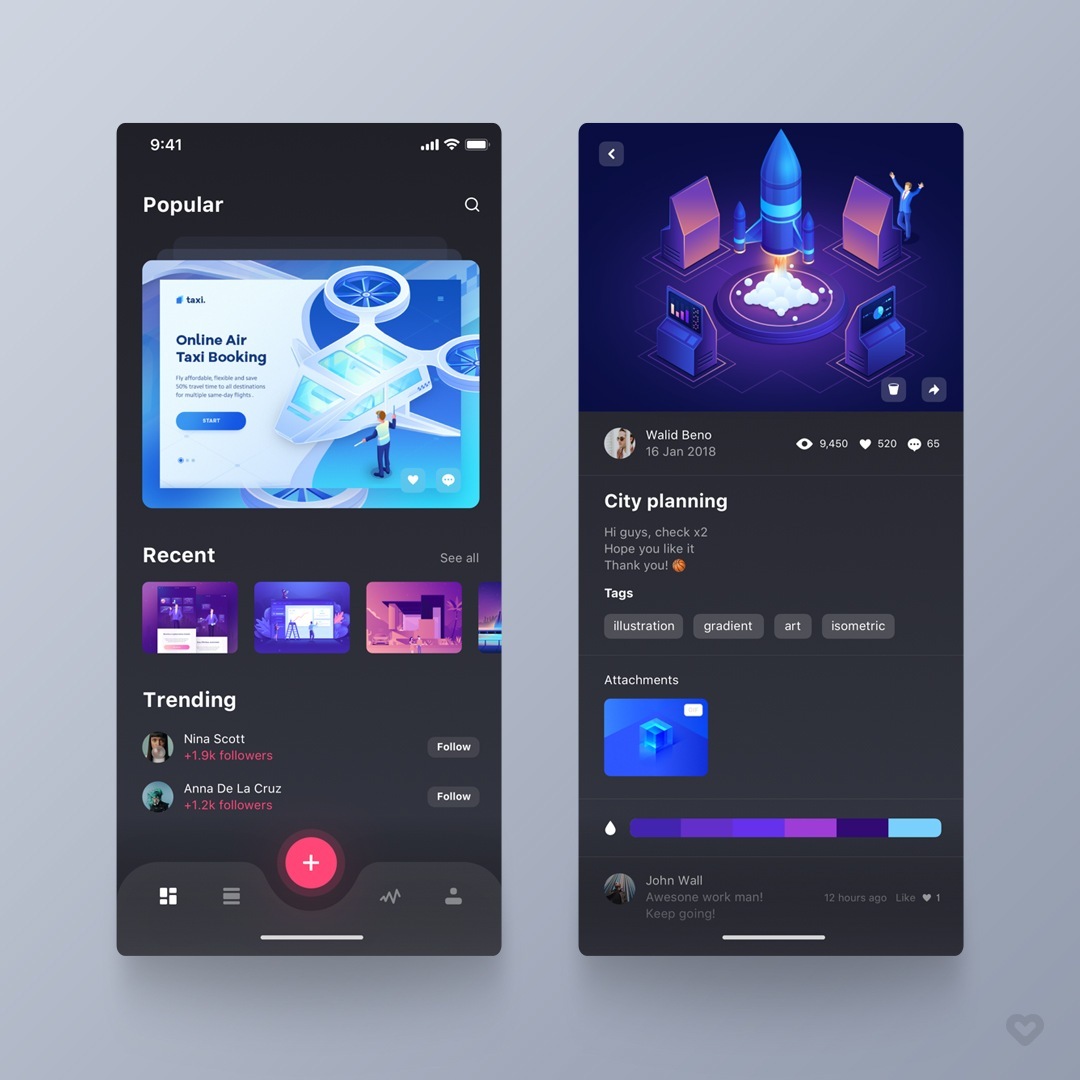 9:41
Popular
taxi.
Online Air
Taxi Booking
Fly affordable, flexible and save
50% travel time to all destinations
for multiple same-day flights.
START
Recent
See all
Trending
Nina Scott
+1.9k followers
Follow
Anna De La Cruz
+1.2k followers
Follow
Walid Beno
16 Jan 2018
9,450
520
65
City planning
Hi guys, check x2
Hope you like it
Thank you! 🏀
Tags
illustration
gradient
art
isometric
Attachments
John Wall
Awesone work man!
Keep going!
12 hours ago
Like
1